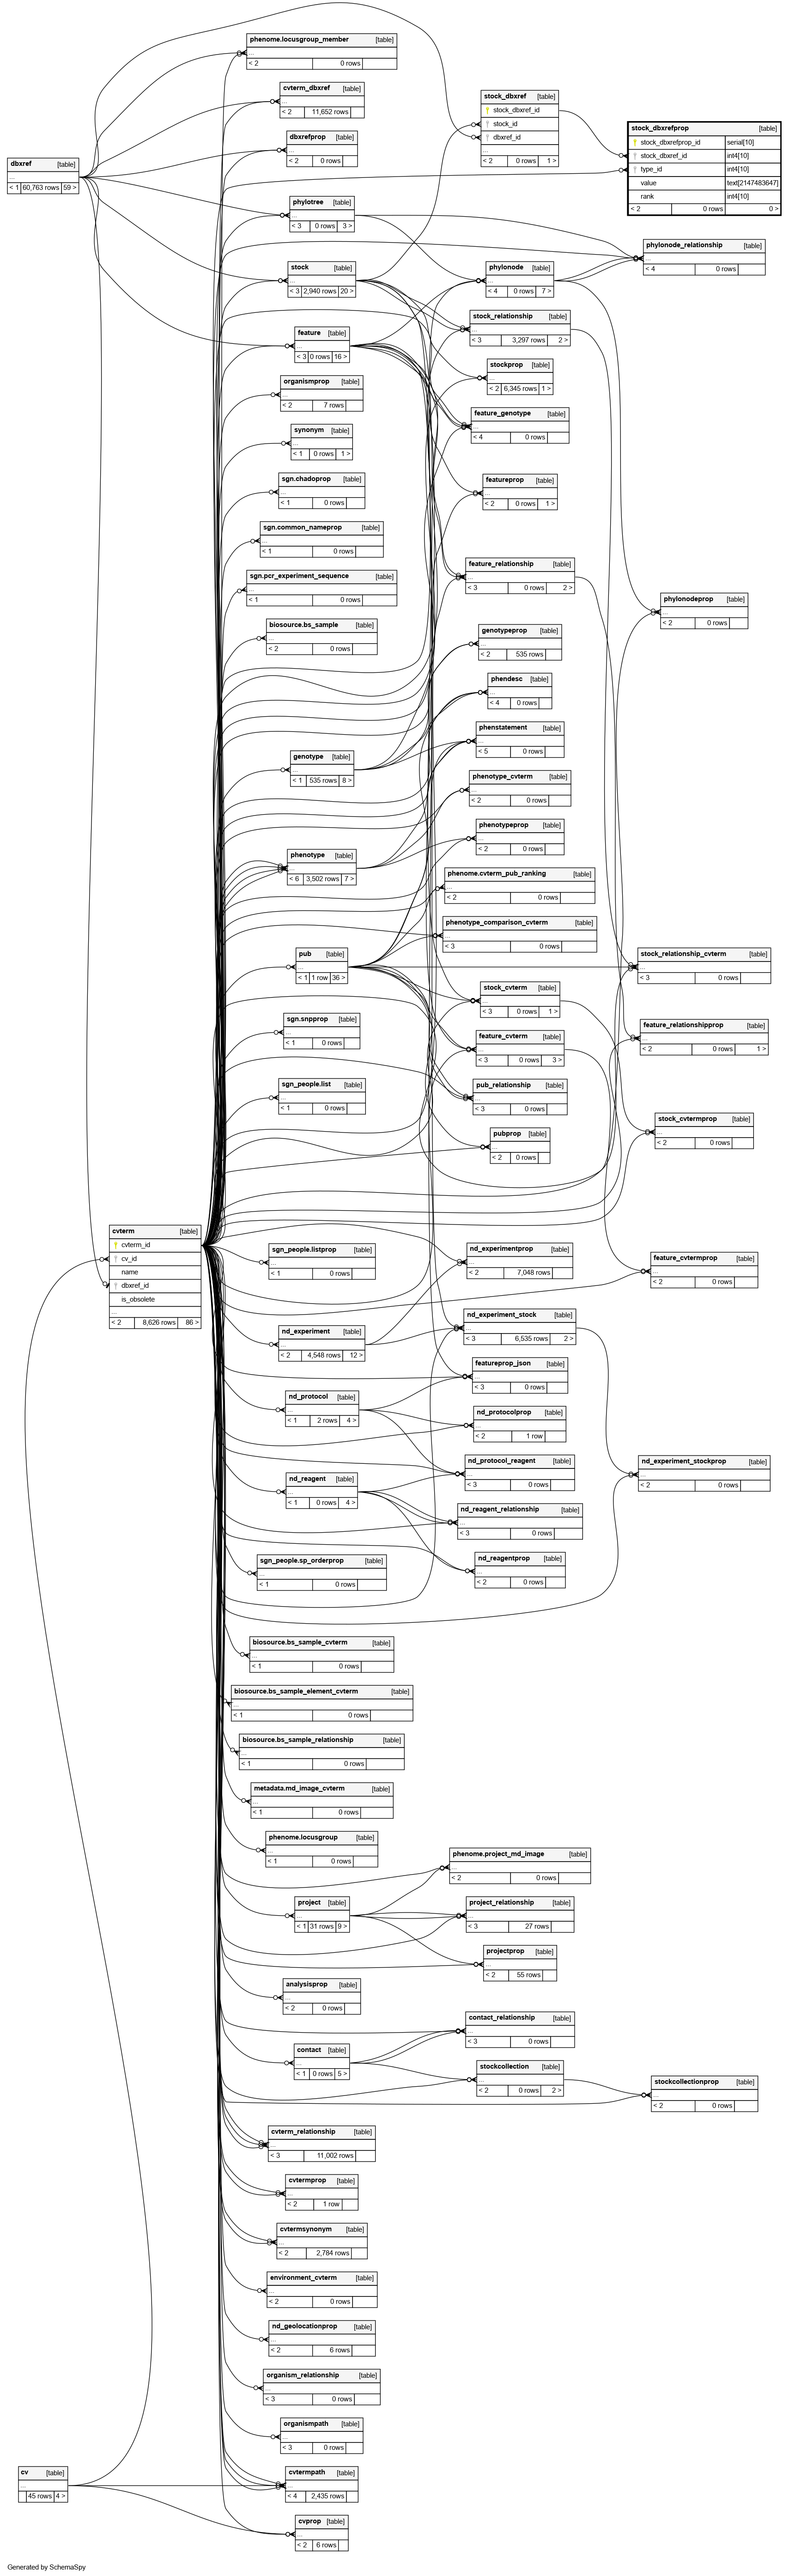 phenome.locusgroup_member [table]
...
< 2 0 rows
cvterm_dbxref [table]
...
< 2 11,652 rows
stock_dbxref [table]
stock_dbxref_id
stock_id
dbxref_id
...
< 2 0 rows 1 >
stock_dbxrefprop [table]
stock_dbxrefprop_id serial[10]
stock_dbxref_id int4[10]
type_id int4[10]
value text[2147483647]
rank int4[10]
< 2 0 rows 0 >
dbxrefprop [table]
...
< 2 0 rows
dbxref [table]
...
< 1 60,763 rows 59 >
phylotree [table]
...
< 3 0 rows 3 >
phylonode_relationship [table]
...
< 4 0 rows
stock [table]
...
< 3 2,940 rows 20 >
phylonode [table]
...
< 4 0 rows 7 >
stock_relationship [table]
...
< 3 3,297 rows 2 >
feature [table]
...
< 3 0 rows 16 >
stockprop [table]
...
< 2 6,345 rows 1 >
organismprop [table]
...
< 2 7 rows
feature_genotype [table]
...
< 4 0 rows
synonym [table]
...
< 1 0 rows 1 >
sgn.chadoprop [table]
...
< 1 0 rows
featureprop [table]
...
< 2 0 rows 1 >
sgn.common_nameprop [table]
...
< 1 0 rows
feature_relationship [table]
...
< 3 0 rows 2 >
sgn.pcr_experiment_sequence [table]
...
< 1 0 rows
phylonodeprop [table]
...
< 2 0 rows
biosource.bs_sample [table]
...
< 2 0 rows
genotypeprop [table]
...
< 2 535 rows
phendesc [table]
...
< 4 0 rows
phenstatement [table]
...
< 5 0 rows
genotype [table]
...
< 1 535 rows 8 >
phenotype_cvterm [table]
...
< 2 0 rows
phenotypeprop [table]
...
< 2 0 rows
phenotype [table]
...
< 6 3,502 rows 7 >
phenome.cvterm_pub_ranking [table]
...
< 2 0 rows
phenotype_comparison_cvterm [table]
...
< 3 0 rows
pub [table]
...
< 1 1 row 36 >
stock_relationship_cvterm [table]
...
< 3 0 rows
stock_cvterm [table]
...
< 3 0 rows 1 >
sgn.snpprop [table]
...
< 1 0 rows
feature_relationshipprop [table]
...
< 2 0 rows 1 >
feature_cvterm [table]
...
< 3 0 rows 3 >
sgn_people.list [table]
...
< 1 0 rows
pub_relationship [table]
...
< 3 0 rows
stock_cvtermprop [table]
...
< 2 0 rows
pubprop [table]
...
< 2 0 rows
cvterm [table]
cvterm_id
cv_id
name
dbxref_id
is_obsolete
...
< 2 8,626 rows 86 >
sgn_people.listprop [table]
...
< 1 0 rows
nd_experimentprop [table]
...
< 2 7,048 rows
feature_cvtermprop [table]
...
< 2 0 rows
nd_experiment [table]
...
< 2 4,548 rows 12 >
nd_experiment_stock [table]
...
< 3 6,535 rows 2 >
featureprop_json [table]
...
< 3 0 rows
nd_protocol [table]
...
< 1 2 rows 4 >
nd_protocolprop [table]
...
< 2 1 row
nd_protocol_reagent [table]
...
< 3 0 rows
nd_experiment_stockprop [table]
...
< 2 0 rows
nd_reagent [table]
...
< 1 0 rows 4 >
nd_reagent_relationship [table]
...
< 3 0 rows
sgn_people.sp_orderprop [table]
...
< 1 0 rows
nd_reagentprop [table]
...
< 2 0 rows
biosource.bs_sample_cvterm [table]
...
< 1 0 rows
biosource.bs_sample_element_cvterm [table]
...
< 1 0 rows
biosource.bs_sample_relationship [table]
...
< 1 0 rows
metadata.md_image_cvterm [table]
...
< 1 0 rows
phenome.locusgroup [table]
...
< 1 0 rows
phenome.project_md_image [table]
...
< 2 0 rows
project [table]
...
< 1 31 rows 9 >
project_relationship [table]
...
< 3 27 rows
projectprop [table]
...
< 2 55 rows
analysisprop [table]
...
< 2 0 rows
contact_relationship [table]
...
< 3 0 rows
contact [table]
...
< 1 0 rows 5 >
stockcollection [table]
...
< 2 0 rows 2 >
stockcollectionprop [table]
...
< 2 0 rows
cvterm_relationship [table]
...
< 3 11,002 rows
cvtermprop [table]
...
< 2 1 row
cvtermsynonym [table]
...
< 2 2,784 rows
environment_cvterm [table]
...
< 2 0 rows
nd_geolocationprop [table]
...
< 2 6 rows
organism_relationship [table]
...
< 3 0 rows
organismpath [table]
...
< 3 0 rows
cv [table]
...
45 rows 4 >
cvtermpath [table]
...
< 4 2,435 rows
cvprop [table]
...
< 2 6 rows
Generated by SchemaSpy